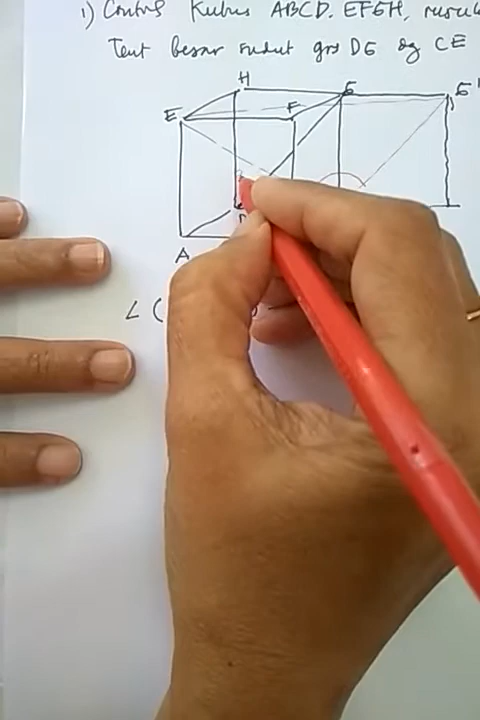 1) Contoh Kubus ABCD. EFGH, rusuk
Tent besar sudut grs DG dg CE
H
E
F
G
G'
A
∠ (